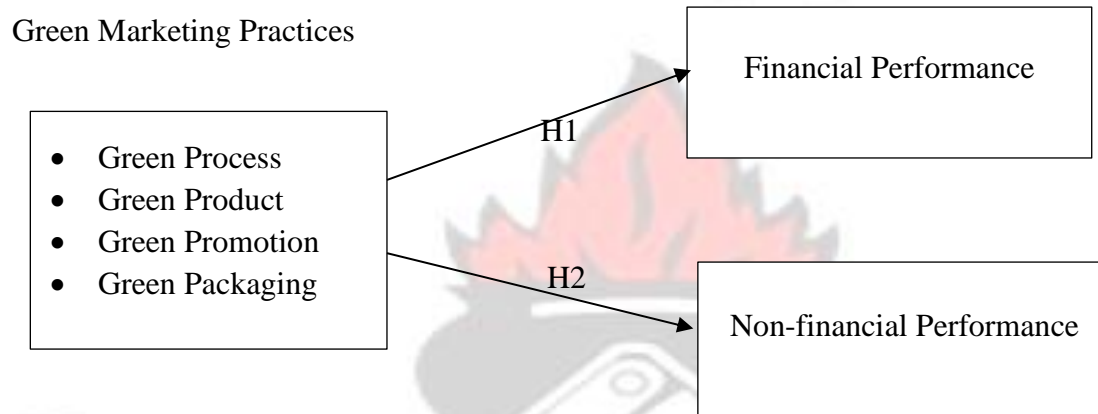 Green Marketing Practices
Financial Performance
H1
• Green Process
• Green Product
• Green Promotion
• Green Packaging
H2
Non-financial Performance